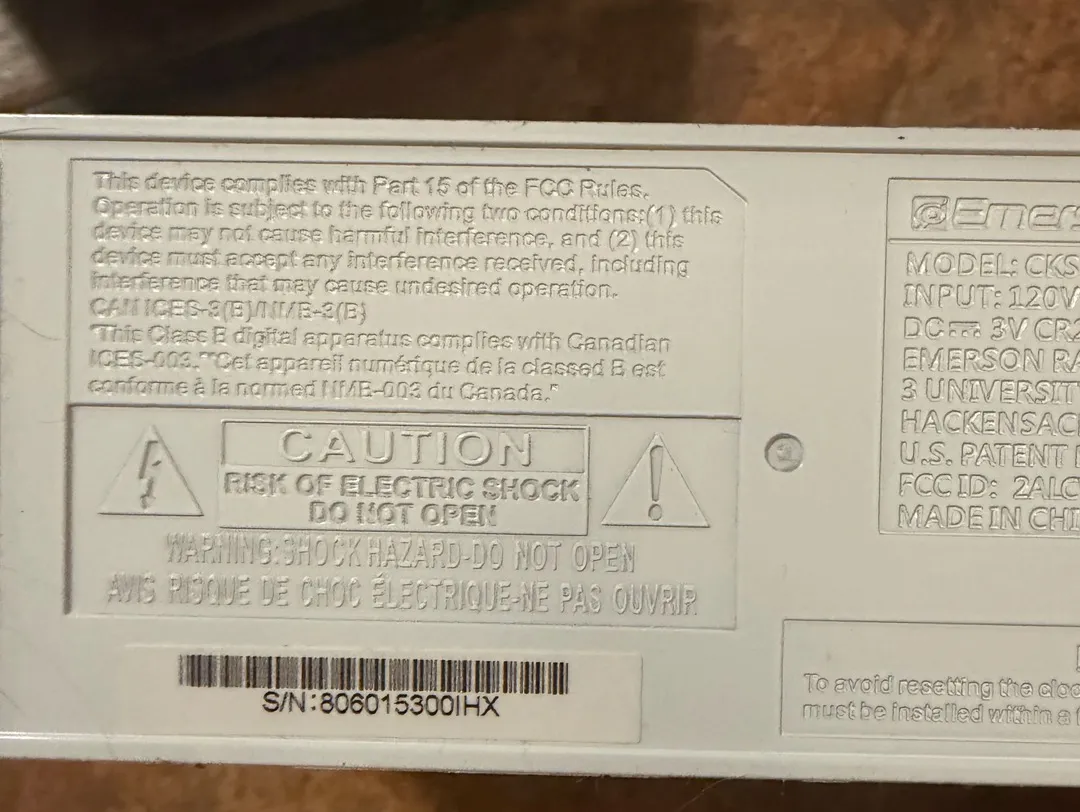 This device complies with Part 15 of the FCC Rules.
Operation is subject to the following two conditions:(1) this
device may not cause harmful interference, and (2) this
device must accept any interference received, including
interference that may cause undesired operation.
CAN ICES-3(B)/NMB-3(B)
"This Class B digital apparatus complies with Canadian
ICES-003.""Cet appareil numérique de la classed B est
conforme à la normed NMB-003 du Canada."
CAUTION
RISK OF ELECTRIC SHOCK
DO NOT OPEN
WARNING:SHOCK HAZARD-DO NOT OPEN
AVIS RISQUE DE CHOC ÉLECTRIQUE-NE PAS OUVRIR
S/N:806015300IHX
Emers
MODEL: CKS
INPUT: 120V
DC 3V CR2
EMERSON RA
3 UNIVERSIT
HACKENSAC
U.S. PATENT
FCC ID: 2ALC
MADE IN CHI
To avoid resetting the cloc
must be installed within a